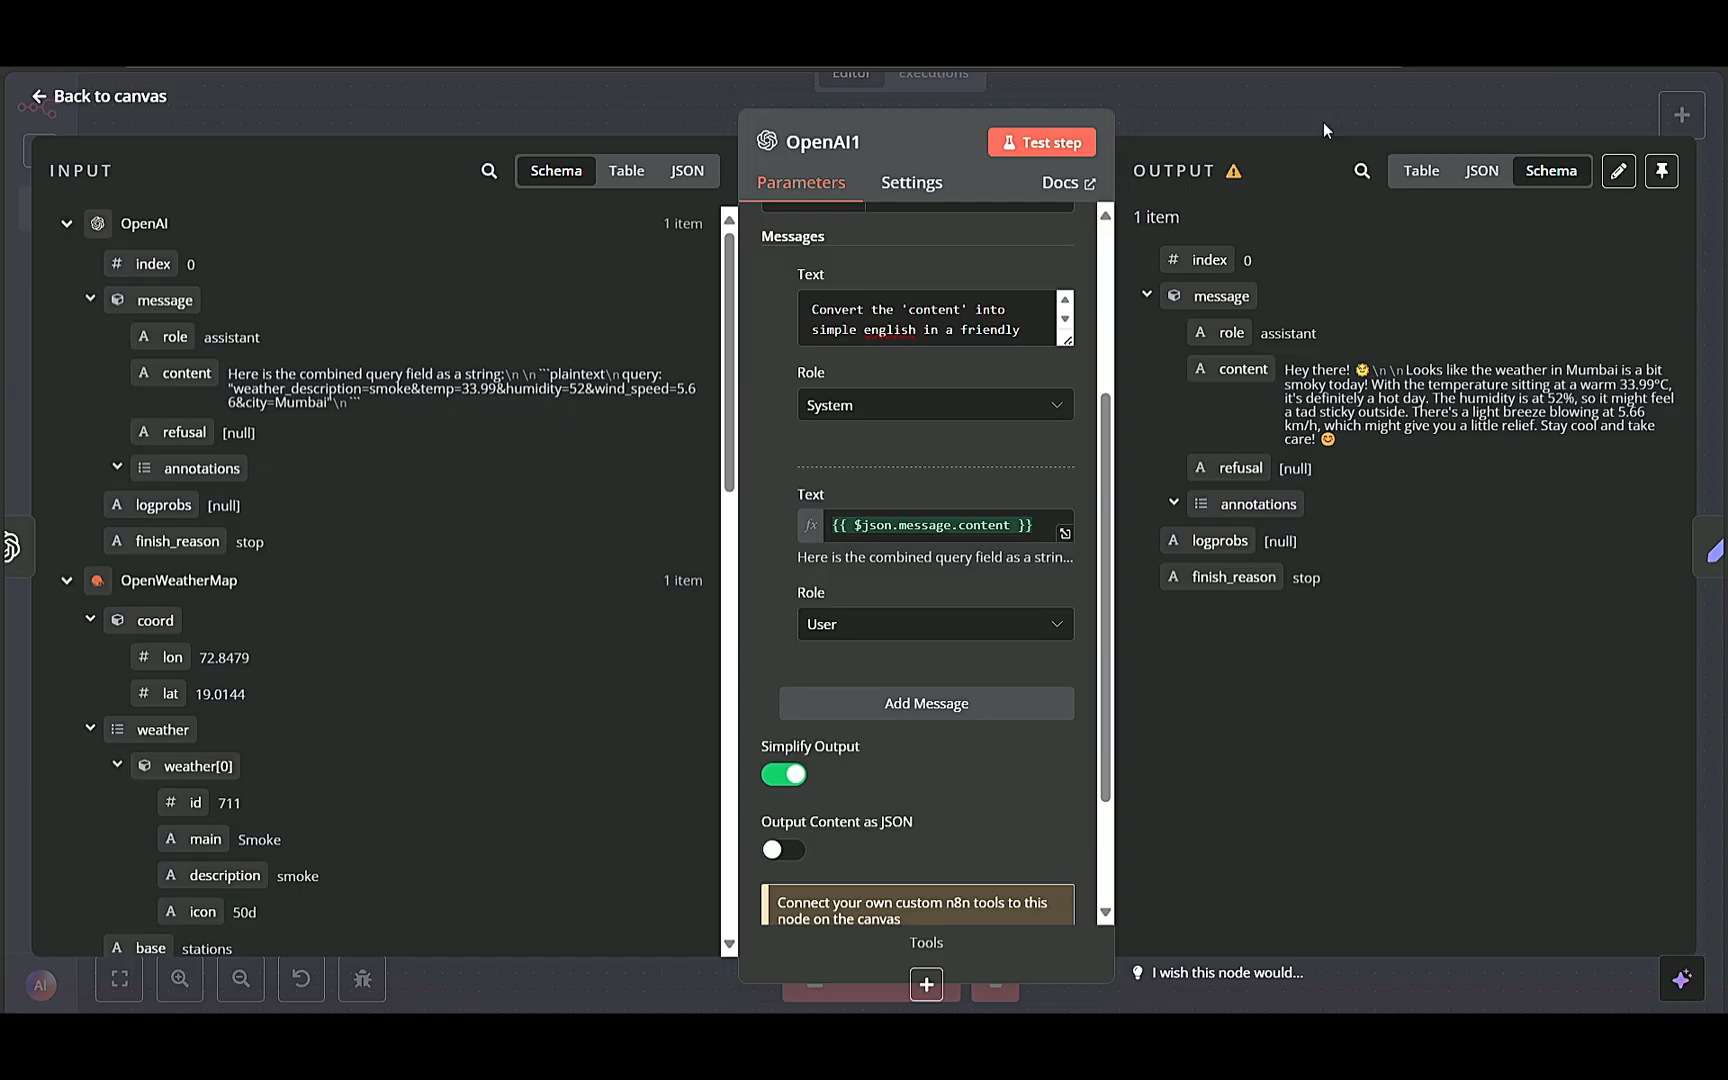 Editor Executions
Back to canvas
INPUT
Schema Table JSON
OpenAI 1 item
# index 0
message
A role assistant
A content Here is the combined query field as a string:\n \n ```plaintext\n query:
"weather_description=smoke&temp=33.99&humidity=52&wind_speed=5.6
6&city=Mumbai"\n ```
A refusal [null]
annotations
A logprobs [null]
A finish_reason stop
OpenWeatherMap 1 item
coord
# lon 72.8479
# lat 19.0144
weather
weather[0]
# id 711
A main Smoke
A description smoke
A icon 50d
A base stations
AI
OpenAI1
Test step
Parameters Settings Docs
Messages
Text
Convert the 'content' into
simple english in a friendly
Role
System
Text
fx {{ $json.message.content }}
Here is the combined query field as a strin...
Role
User
Add Message
Simplify Output
Output Content as JSON
Connect your own custom n8n tools to this
node on the canvas
Tools
OUTPUT
Table JSON Schema
1 item
# index 0
message
A role assistant
A content Hey there! 🌞 \n \n Looks like the weather in Mumbai is a bit
smoky today! With the temperature sitting at a warm 33.99°C,
it's definitely a hot day. The humidity is at 52%, so it might feel
a tad sticky outside. There's a light breeze blowing at 5.66
km/h, which might give you a little relief. Stay cool and take
care! 😊
A refusal [null]
annotations
A logprobs [null]
A finish_reason stop
I wish this node would...